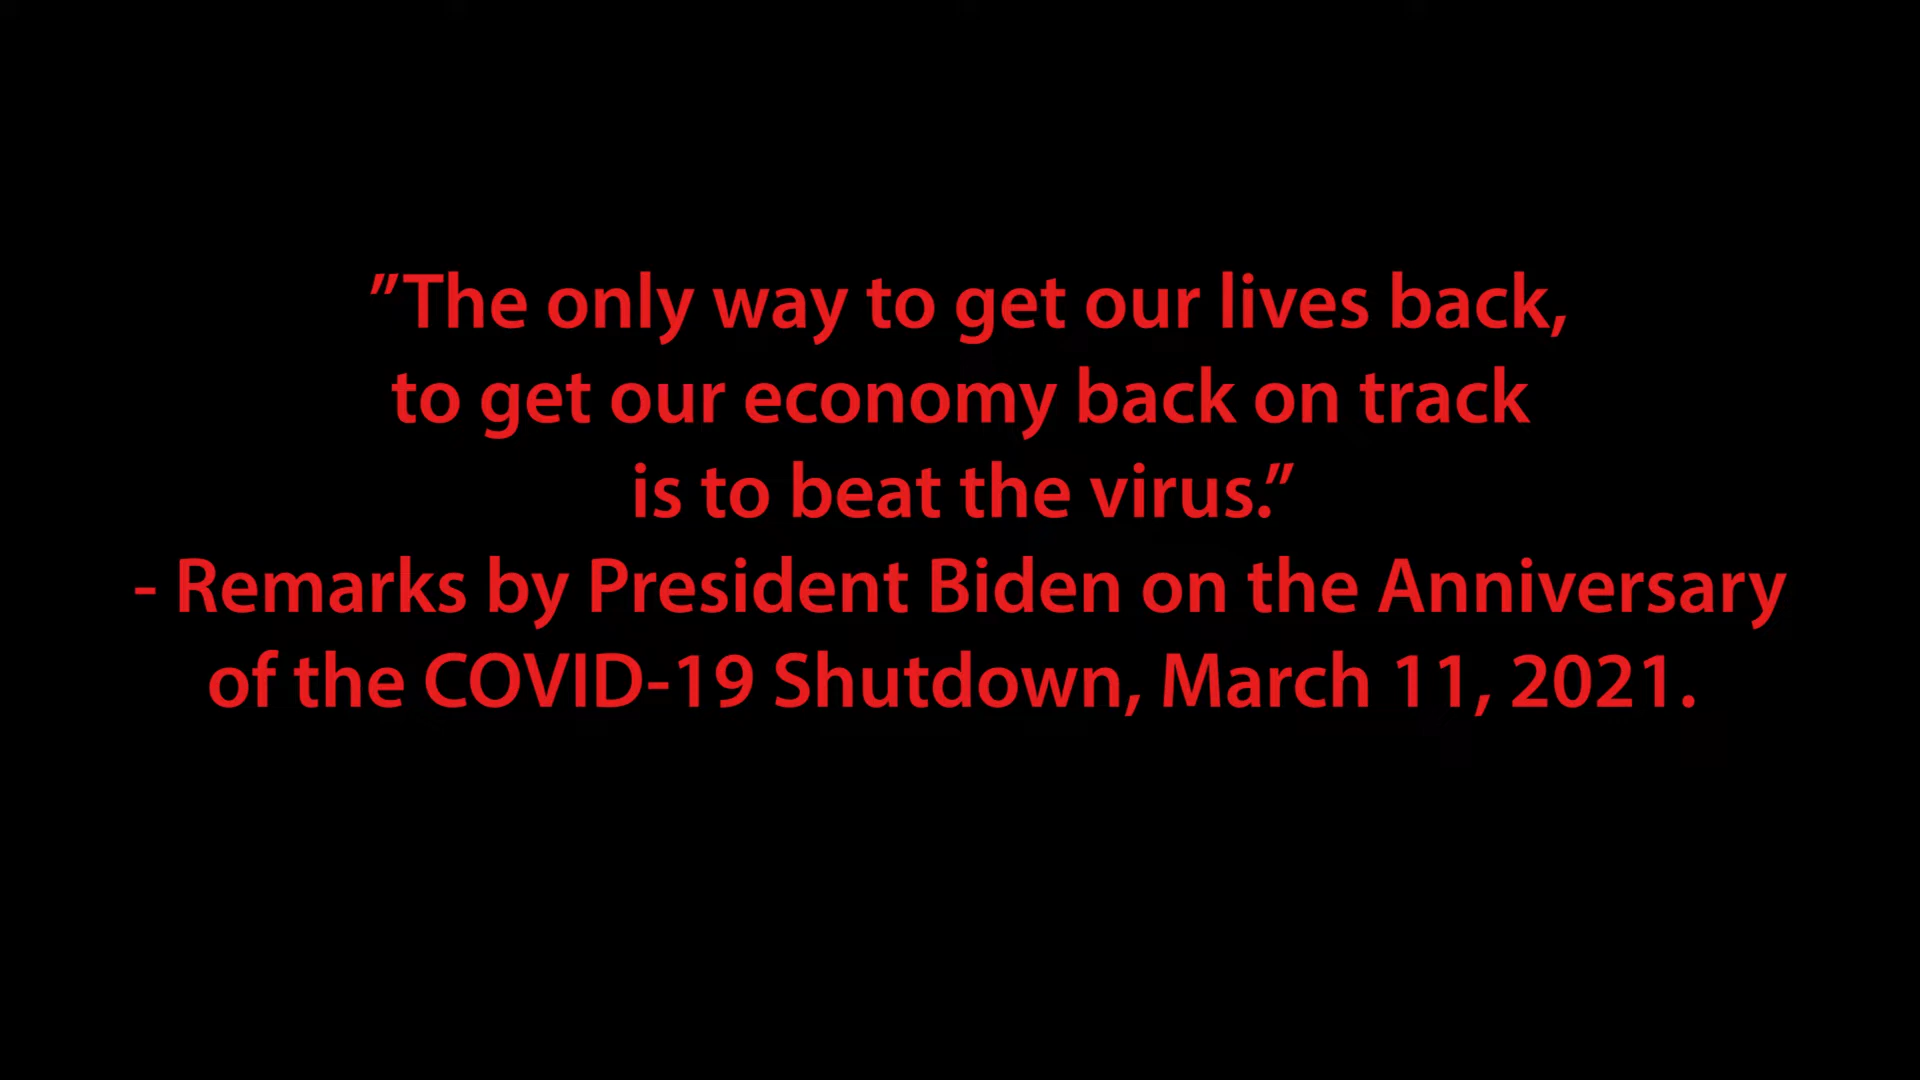 ”The only way to get our lives back,
to get our economy back on track
is to beat the virus.”
- Remarks by President Biden on the Anniversary
of the COVID-19 Shutdown, March 11, 2021.